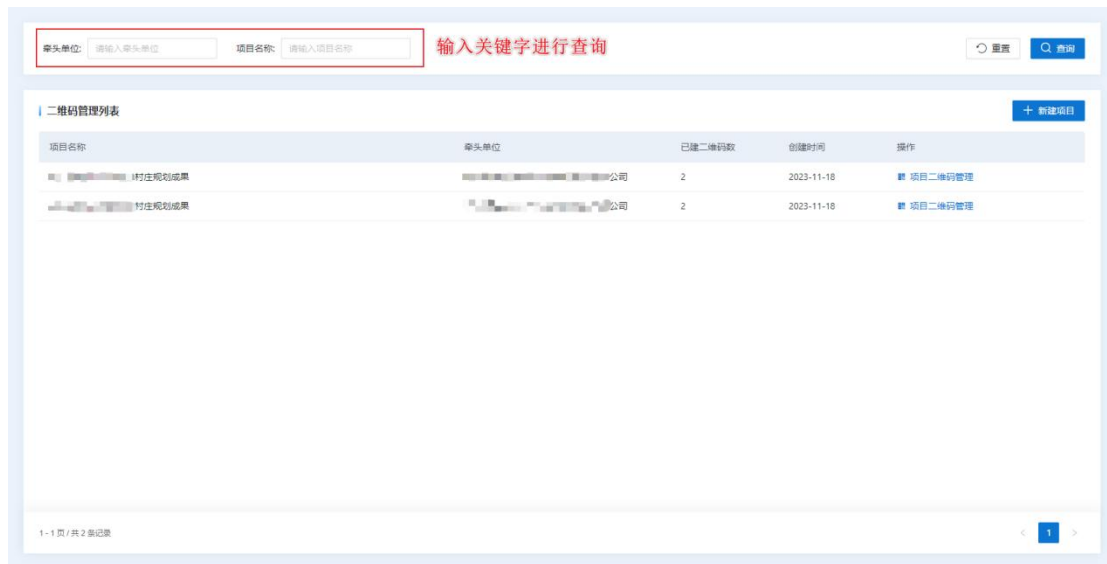 牵头单位: 请输入牵头单位 项目名称: 请输入项目名称 输入关键字进行查询 重置 查询
二维码管理列表 新建项目
项目名称 牵头单位 已建二维码数 创建时间 操作
村庄规划成果 公司 2 2023-11-18 项目二维码管理
村庄规划成果 公司 2 2023-11-18 项目二维码管理
1-1页/共2条记录 < 1 >